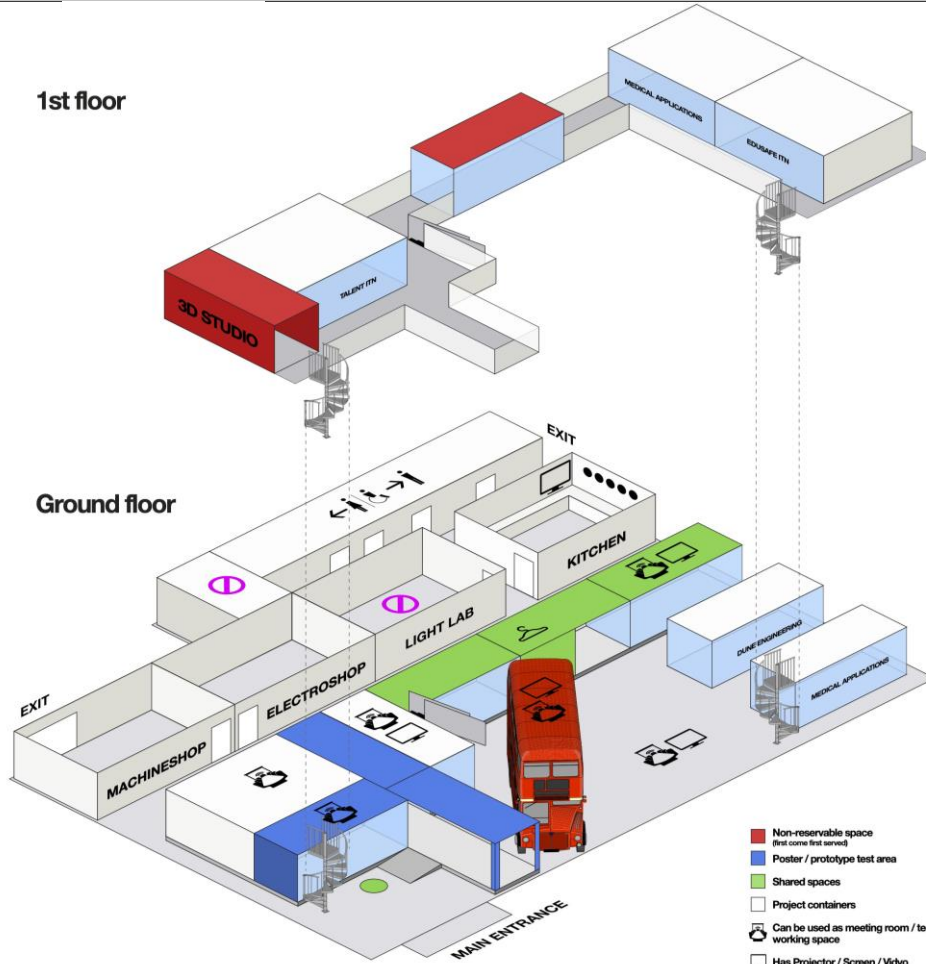 1st floor
MEDICAL APPLICATIONS
EDUSAFE ITN
TALENT ITN
3D STUDIO
EXIT
Ground floor
KITCHEN
LIGHT LAB
DUNE ENGINEERING
EXIT
ELECTROSHOP
MEDICAL APPLICATIONS
MACHINESHOP
MAIN ENTRANCE
Non-reservable space
(first come first served)
Poster / prototype test area
Shared spaces
Project containers
Can be used as meeting room / te
working space
Has Projector / Screen / Vidyo